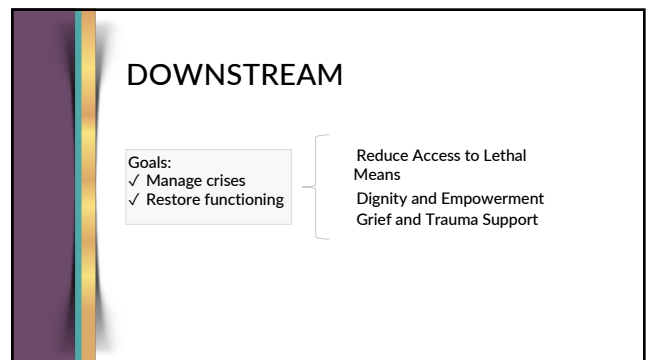 DOWNSTREAM
Goals:
✓ Manage crises
✓ Restore functioning
Reduce Access to Lethal
Means
Dignity and Empowerment
Grief and Trauma Support